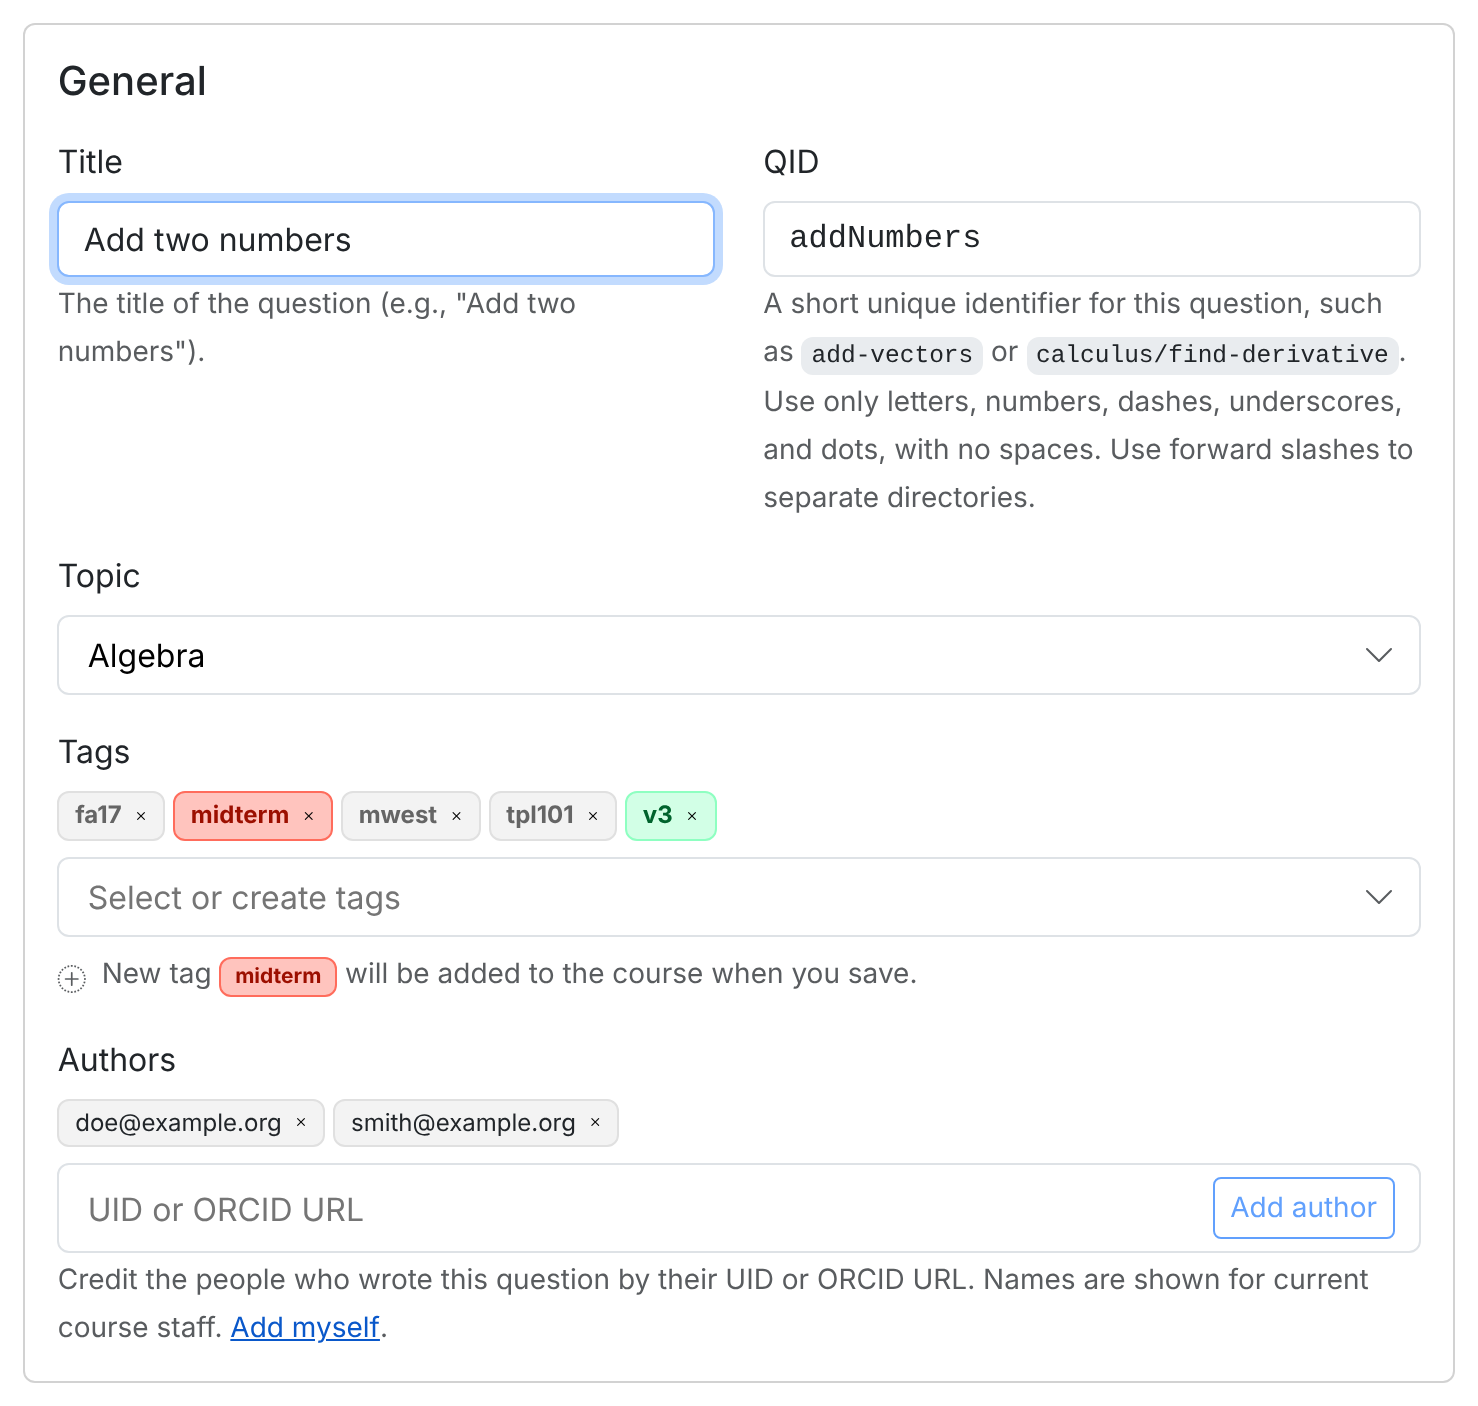 General
Title
Add two numbers
The title of the question (e.g., "Add two
numbers").
QID
addNumbers
A short unique identifier for this question, such
as add-vectors or calculus/find-derivative.
Use only letters, numbers, dashes, underscores,
and dots, with no spaces. Use forward slashes to
separate directories.
Topic
Algebra
Tags
fa17 × midterm × mwest × tpl101 × v3 ×
Select or create tags
New tag midterm will be added to the course when you save.
Authors
doe@example.org × smith@example.org ×
UID or ORCID URL Add author
Credit the people who wrote this question by their UID or ORCID URL. Names are shown for current
course staff. Add myself.